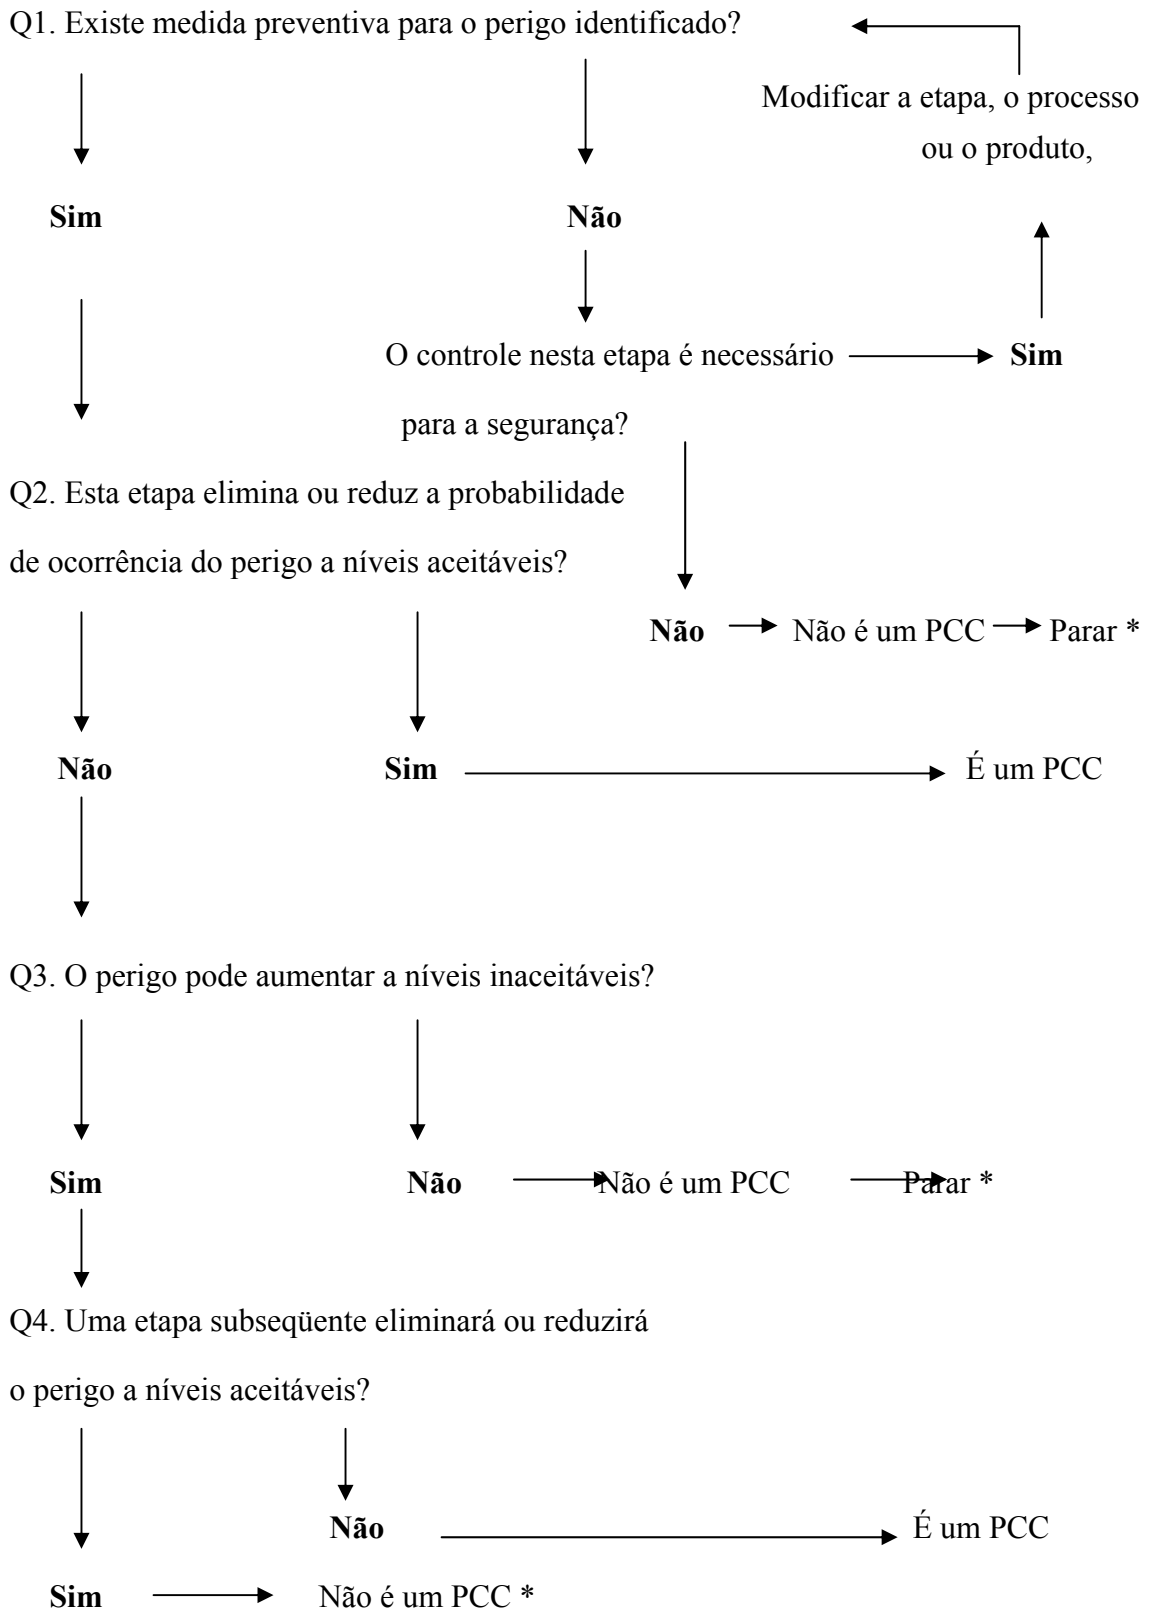 Q1. Existe medida preventiva para o perigo identificado?
Modificar a etapa, o processo
ou o produto,
Sim
Não
O controle nesta etapa é necessário
Sim
para a segurança?
Q2. Esta etapa elimina ou reduz a probabilidade
de ocorrência do perigo a níveis aceitáveis?
Não
Não é um PCC
Parar *
Não
Sim
É um PCC
Q3. O perigo pode aumentar a níveis inaceitáveis?
Sim
Não
Não é um PCC
Parar *
Q4. Uma etapa subseqüente eliminará ou reduzirá
o perigo a níveis aceitáveis?
Não
É um PCC
Sim
Não é um PCC *